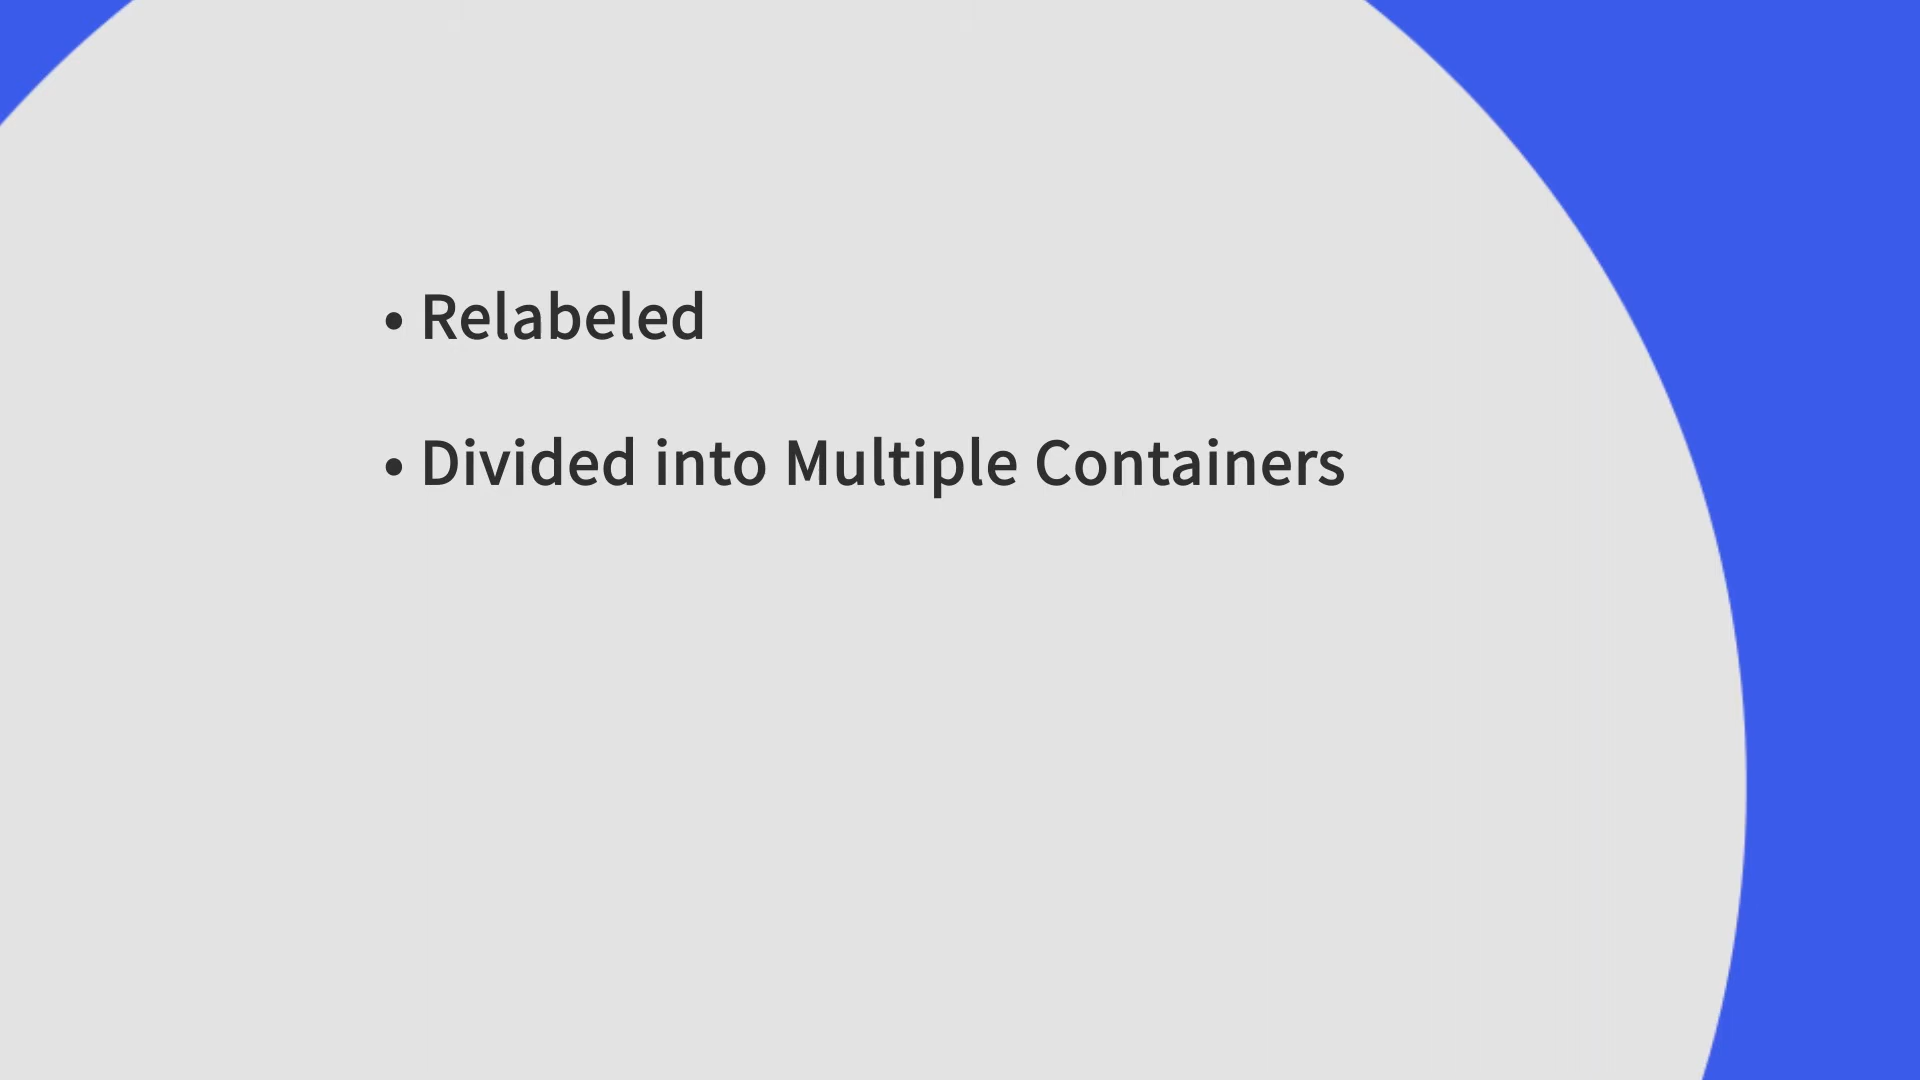 • Relabeled
• Divided into Multiple Containers